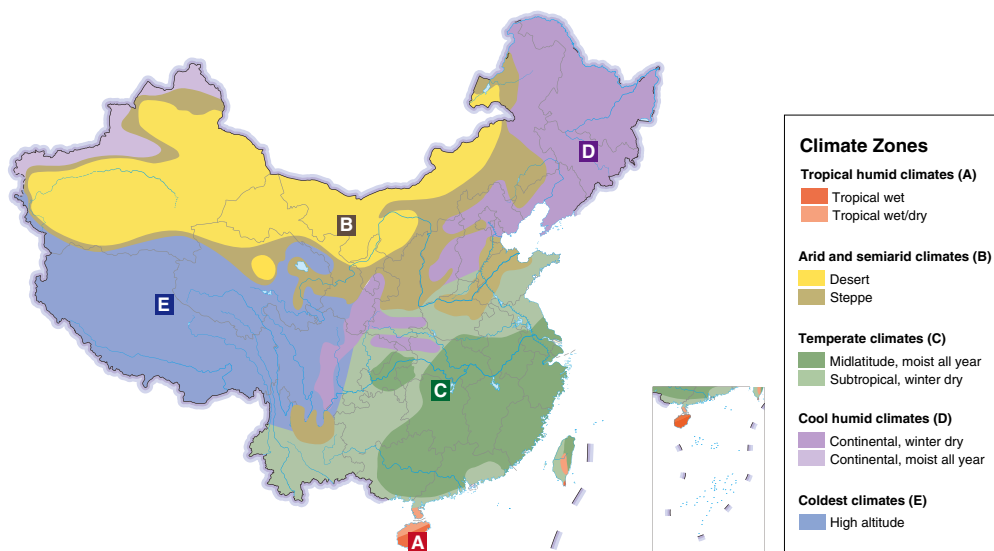 D
B
E
C
A
Climate Zones
Tropical humid climates (A)
Tropical wet
Tropical wet/dry
Arid and semiarid climates (B)
Desert
Steppe
Temperate climates (C)
Midlatitude, moist all year
Subtropical, winter dry
Cool humid climates (D)
Continental, winter dry
Continental, moist all year
Coldest climates (E)
High altitude